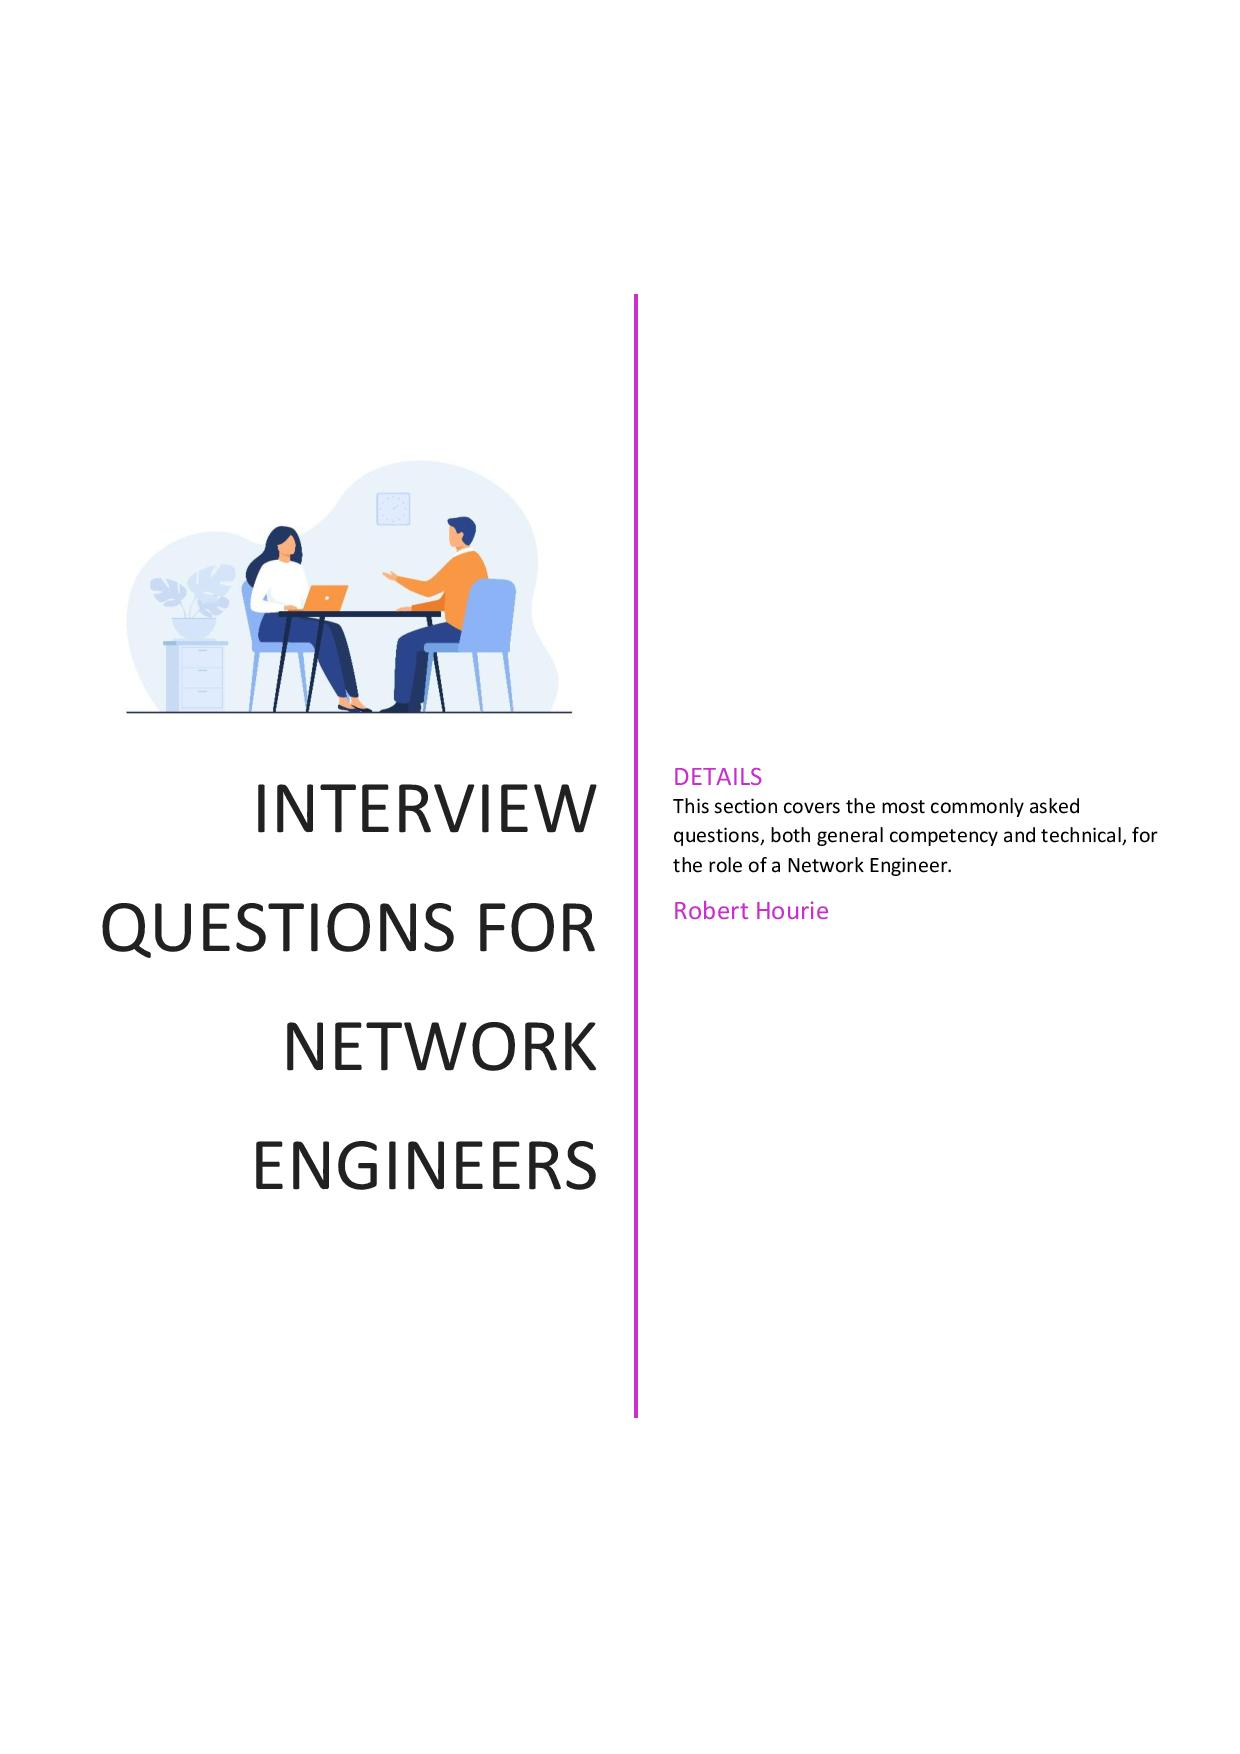 INTERVIEW
QUESTIONS FOR
NETWORK
ENGINEERS
DETAILS
This section covers the most commonly asked
questions, both general competency and technical, for
the role of a Network Engineer.
Robert Hourie